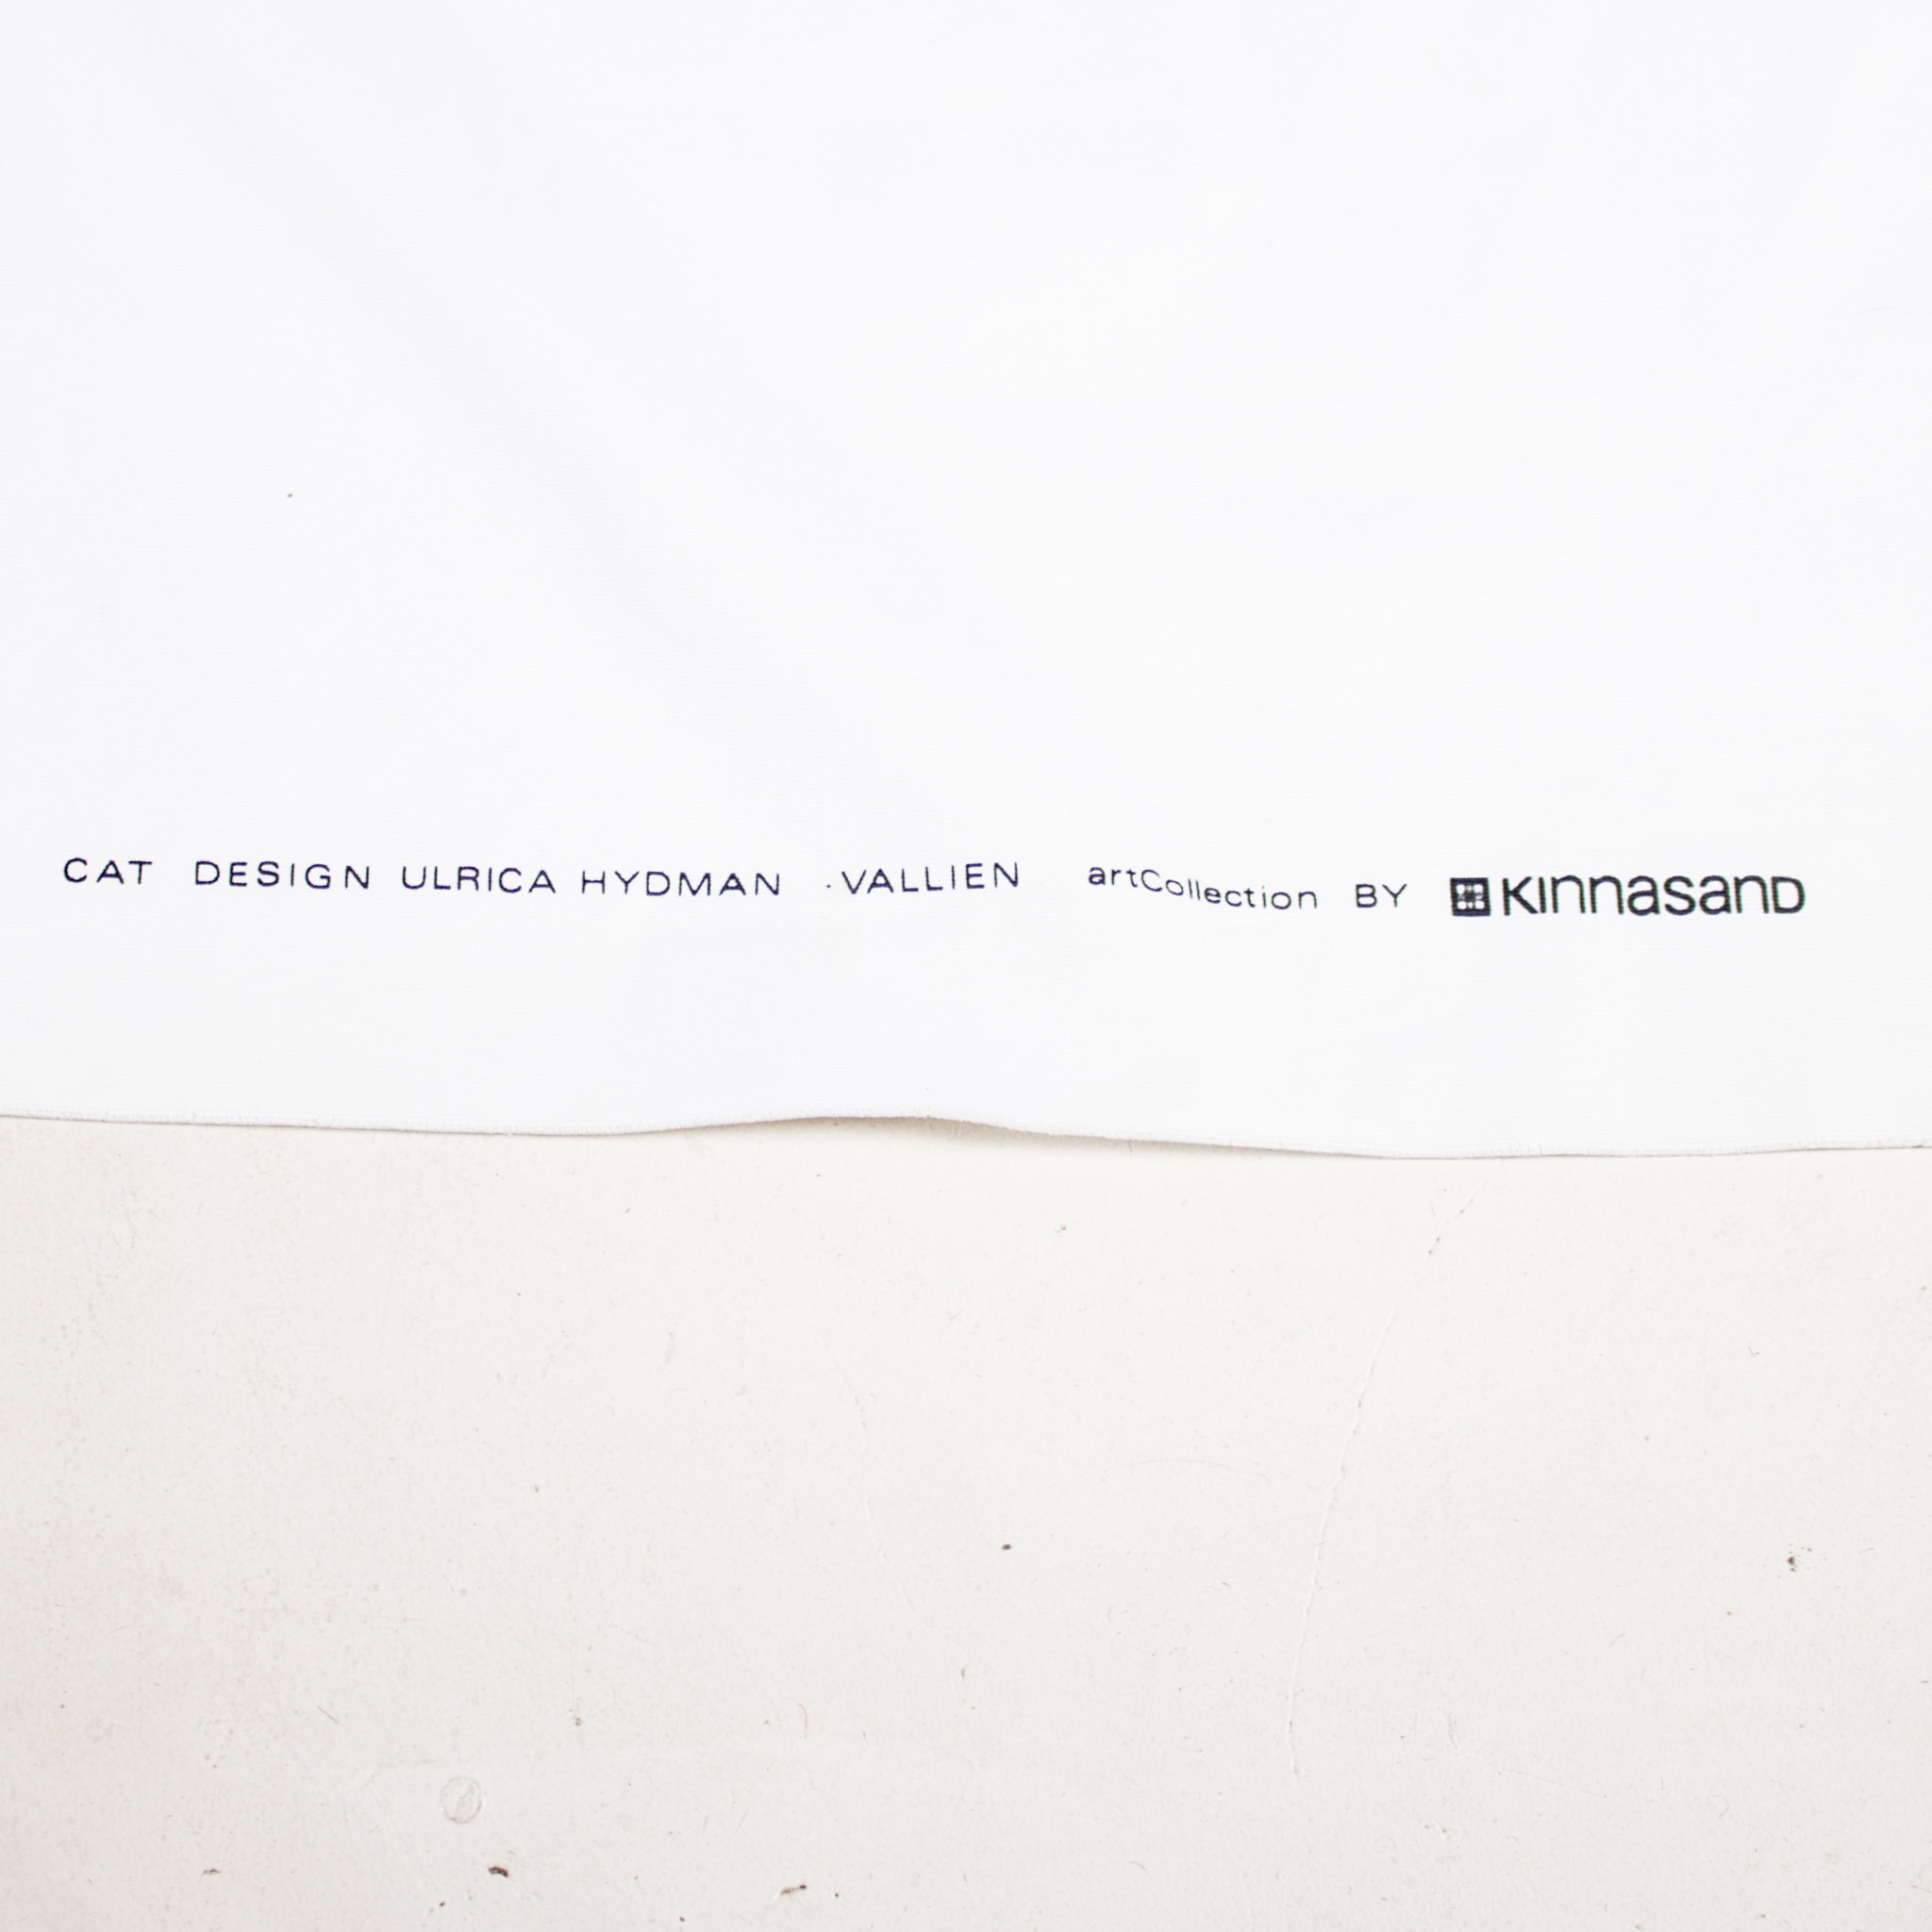 CAT DESIGN ULRICA HYDMAN .VALLIEN artCollection BY KINNASAND